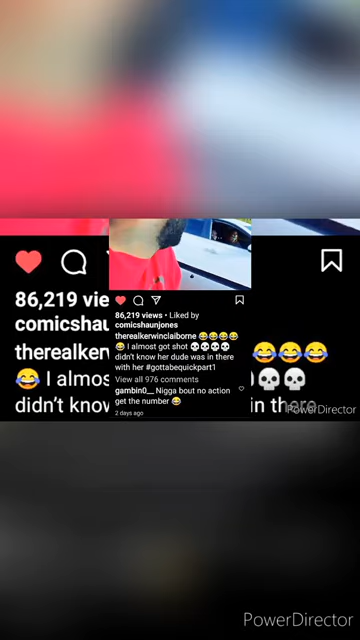 86,219 vie
comicshau
therealkerw
😂 I almos
didn't know
86,219 views • Liked by
comicshaunjones
therealkerwinclaiborne 😂😂😂😂
😂 I almost got shot 💀💀💀💀
didn't know her dude was in there
with her #gottabequickpart1
View all 976 comments
gambin0__ Nigga bout no action
get the number 😂
2 days ago
😂😂😂
💀💀
in there
PowerDirector
PowerDirector